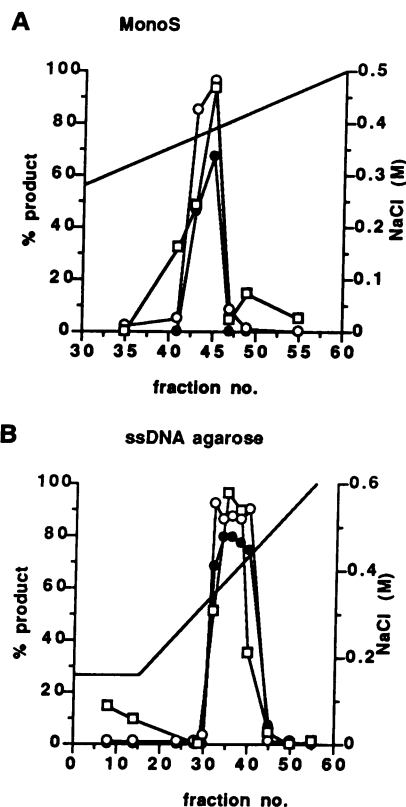 A
MonoS
100
80
60
40
20
0
% product
0.5
0.4
0.3
0.2
0.1
0
NaCl (M)
30 35 40 45 50 55 60
fraction no.
B
ssDNA agarose
100
80
60
40
20
0
% product
0.6
0.4
0.2
0
NaCl (M)
0 10 20 30 40 50 60
fraction no.